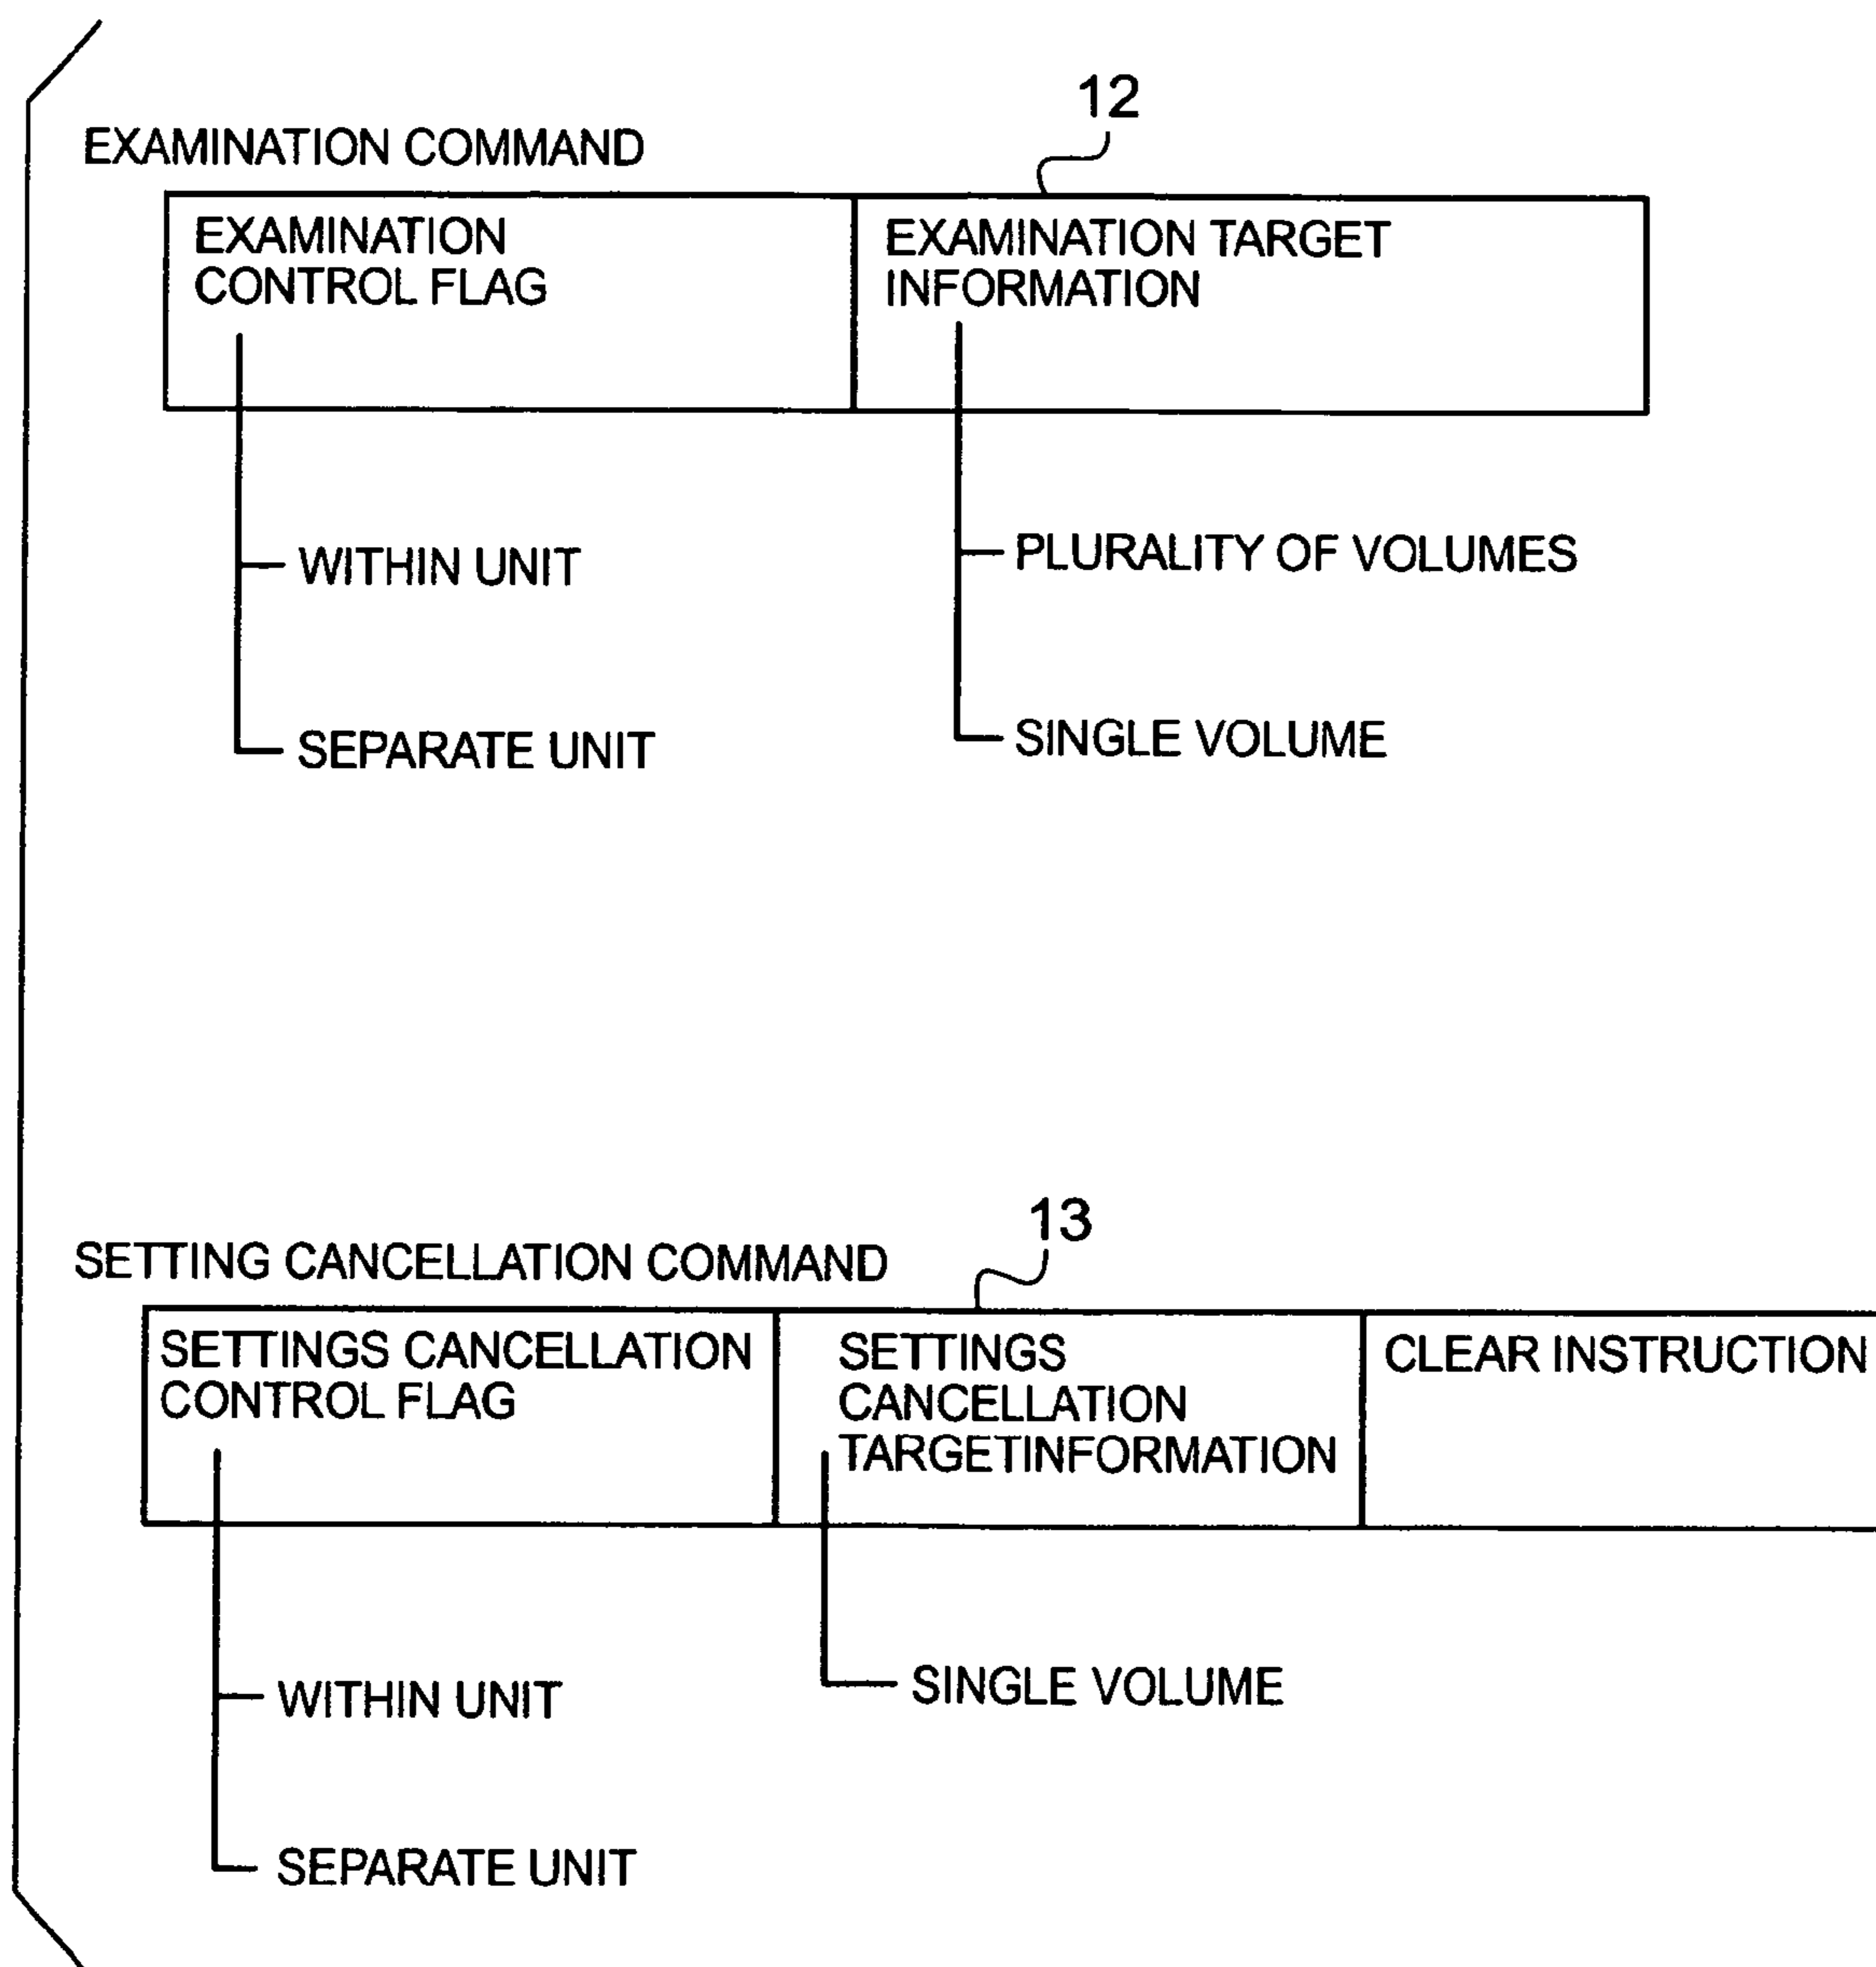 12
EXAMINATION COMMAND
EXAMINATION
CONTROL FLAG
EXAMINATION TARGET
INFORMATION
WITHIN UNIT
SEPARATE UNIT
PLURALITY OF VOLUMES
SINGLE VOLUME
13
SETTING CANCELLATION COMMAND
SETTINGS CANCELLATION
CONTROL FLAG
SETTINGS
CANCELLATION
TARGETINFORMATION
CLEAR INSTRUCTION
WITHIN UNIT
SEPARATE UNIT
SINGLE VOLUME